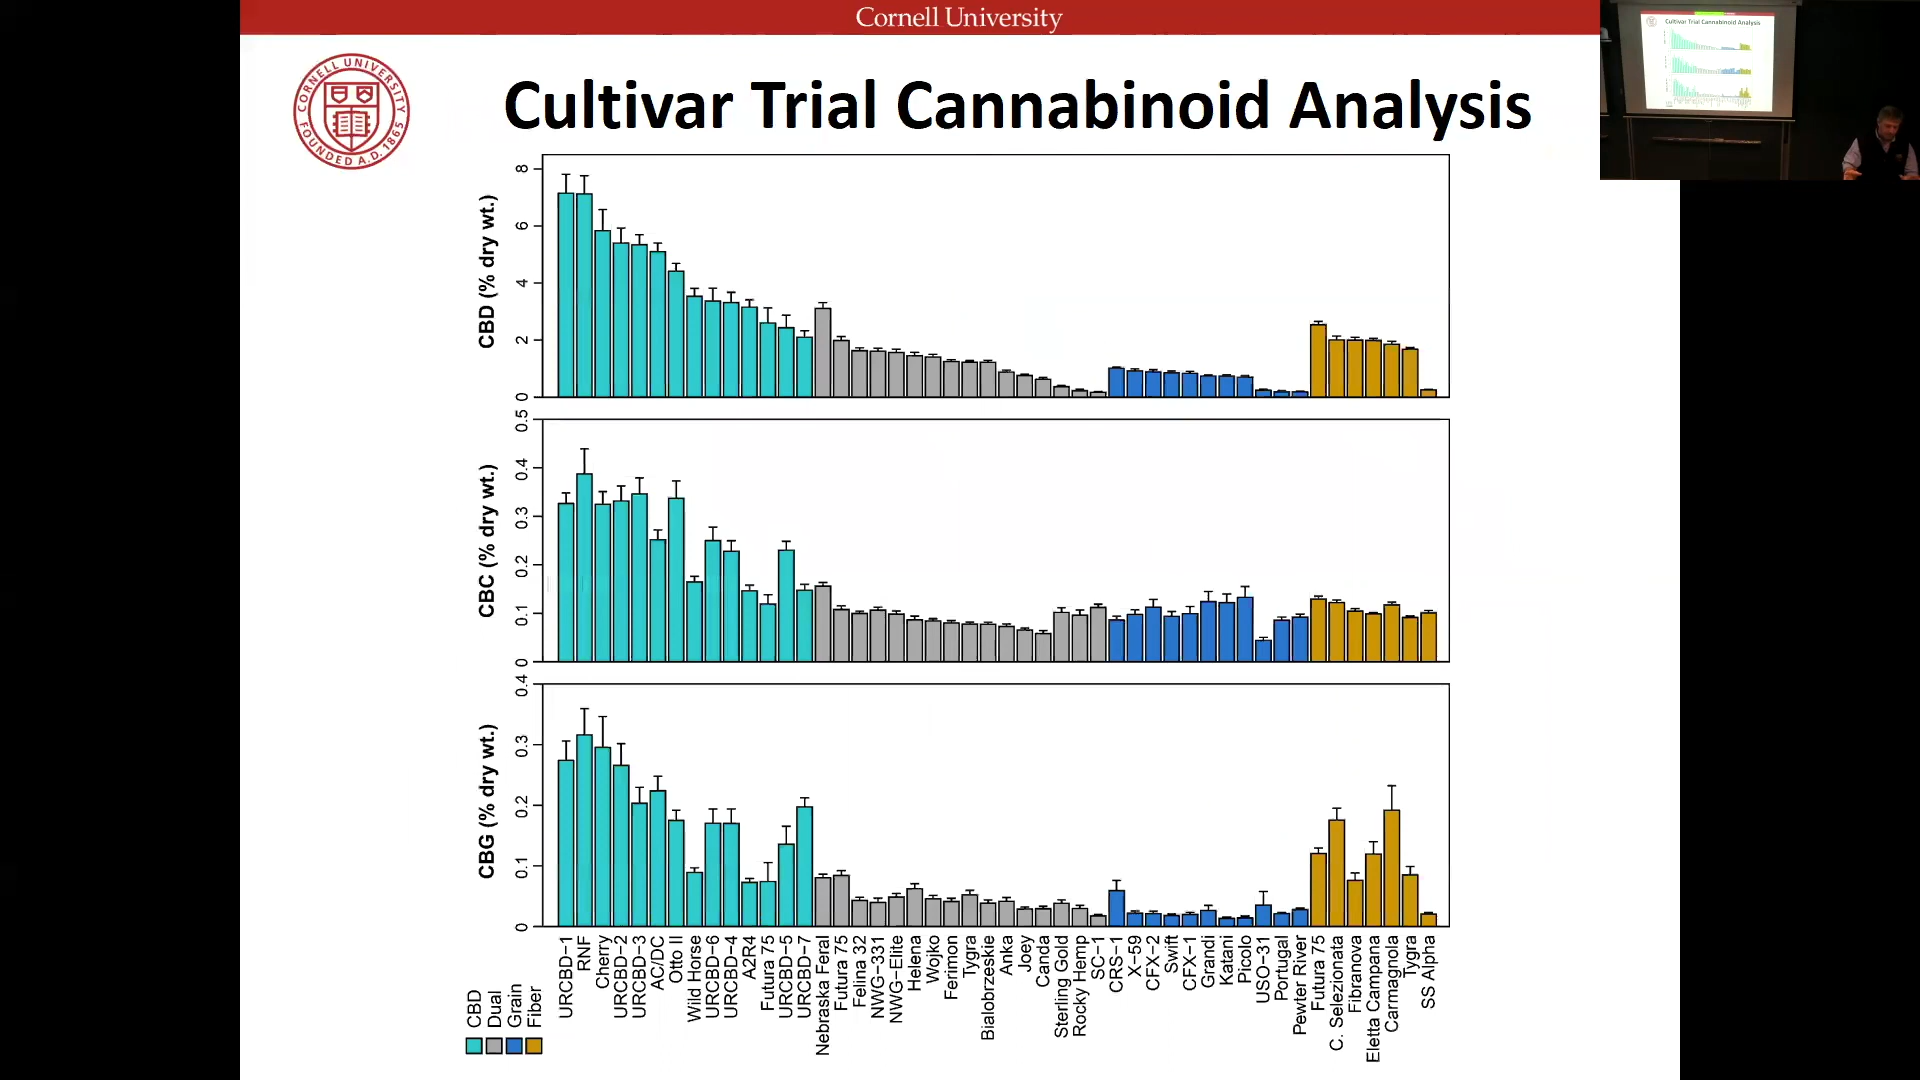 Cornell University
CORNELL UNIVERSITY
FOUNDED A.D. 1865
Cultivar Trial Cannabinoid Analysis
Cultivar Trial Cannabinoid Analysis
CBD (% dry wt.)
8
6
4
2
0
CBC (% dry wt.)
0.5
0.4
0.3
0.2
0.1
0
CBG (% dry wt.)
0.4
0.3
0.2
0.1
0
URCBD−1
RNF
Cherry
URCBD−2
URCBD−3
AC/DC
Otto II
Wild Horse
URCBD−6
URCBD−4
A2R4
Futura 75
URCBD−5
URCBD−7
Nebraska Feral
Futura 75
Felina 32
NWG−331
NWG−Elite
Helena
Wojko
Ferimon
Tygra
Bialobrzeskie
Anka
Joey
Canda
Sterling Gold
Rocky Hemp
SC−1
CRS−1
X−59
CFX−2
Swift
CFX−1
Grandi
Katani
Picolo
USO−31
Portugal
Pewter River
Futura 75
C. Selezionata
Fibranova
Eletta Campana
Carmagnola
Tygra
SS Alpha
CBD
Dual
Grain
Fiber